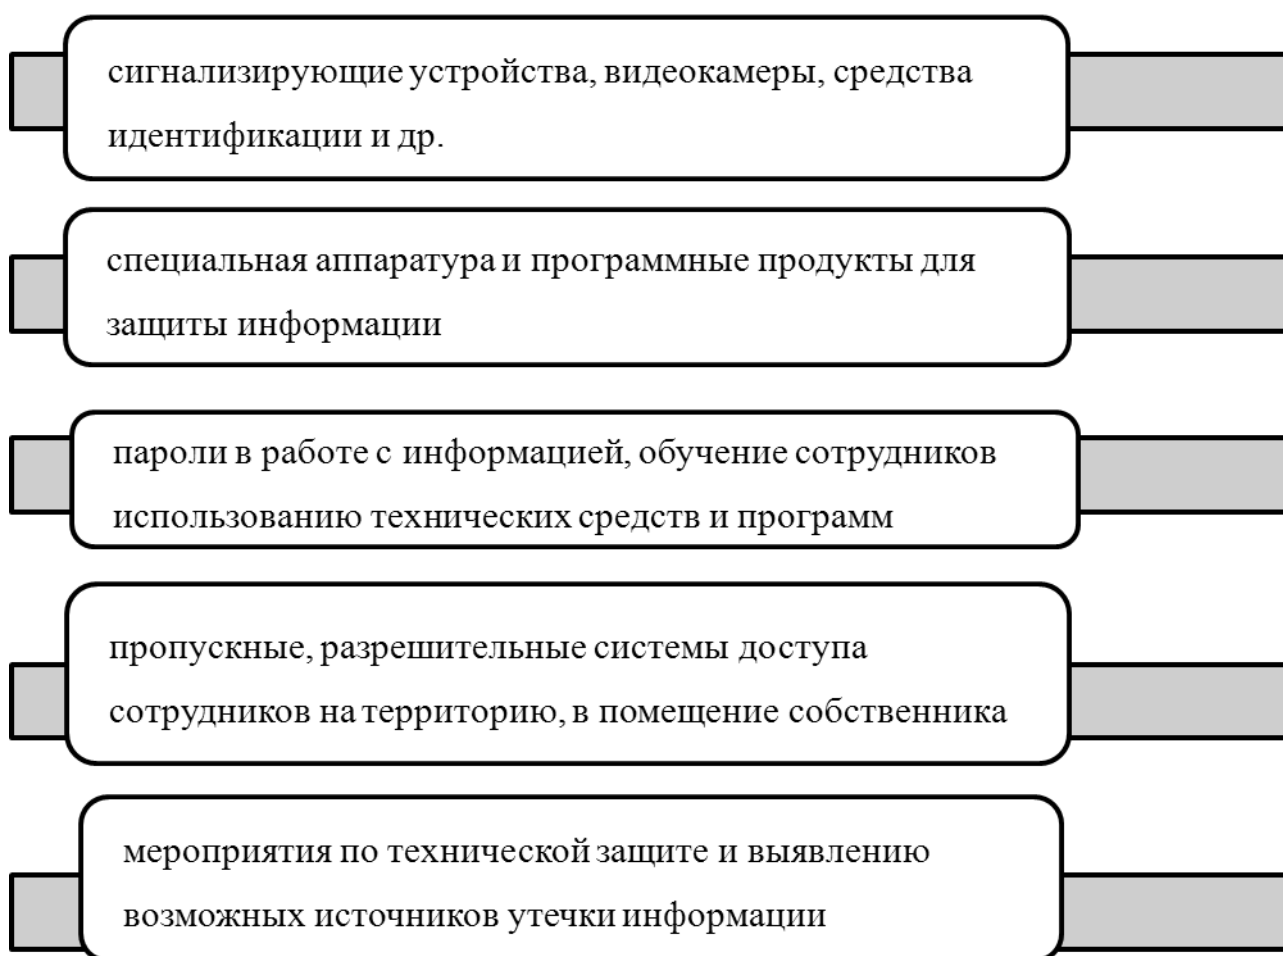 сигнализирующие устройства, видеокамеры, средства
идентификации и др.
специальная аппаратура и программные продукты для
защиты информации
пароли в работе с информацией, обучение сотрудников
использованию технических средств и программ
пропускные, разрешительные системы доступа
сотрудников на территорию, в помещение собственника
мероприятия по технической защите и выявлению
возможных источников утечки информации